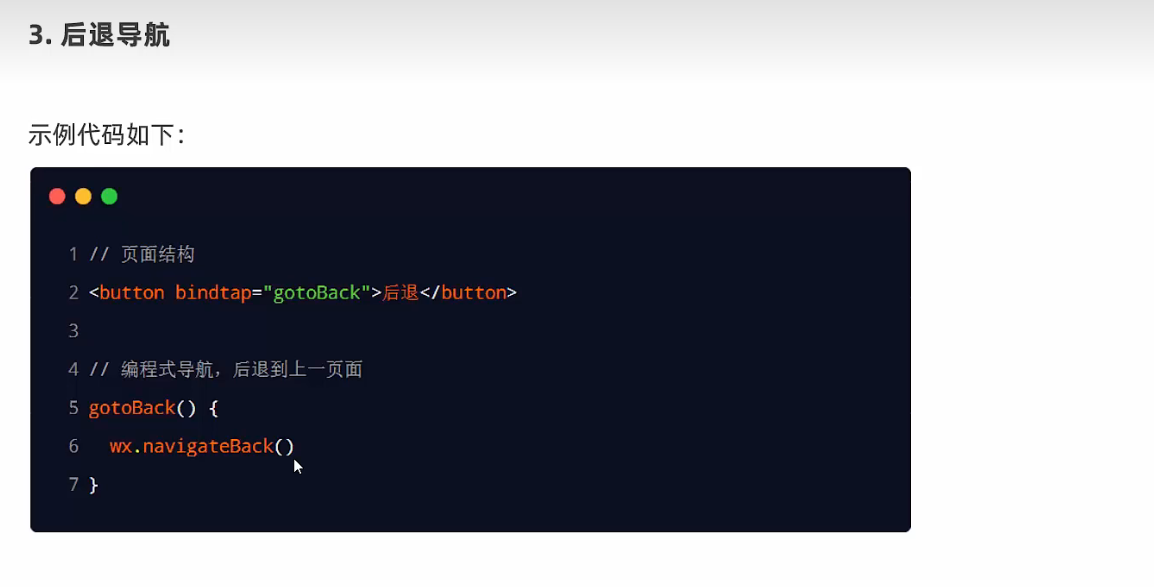 3. 后退导航
示例代码如下：
1 // 页面结构
2 <button bindtap="gotoBack">后退</button>
3
4 // 编程式导航，后退到上一页面
5 gotoBack() {
6   wx.navigateBack()
7 }